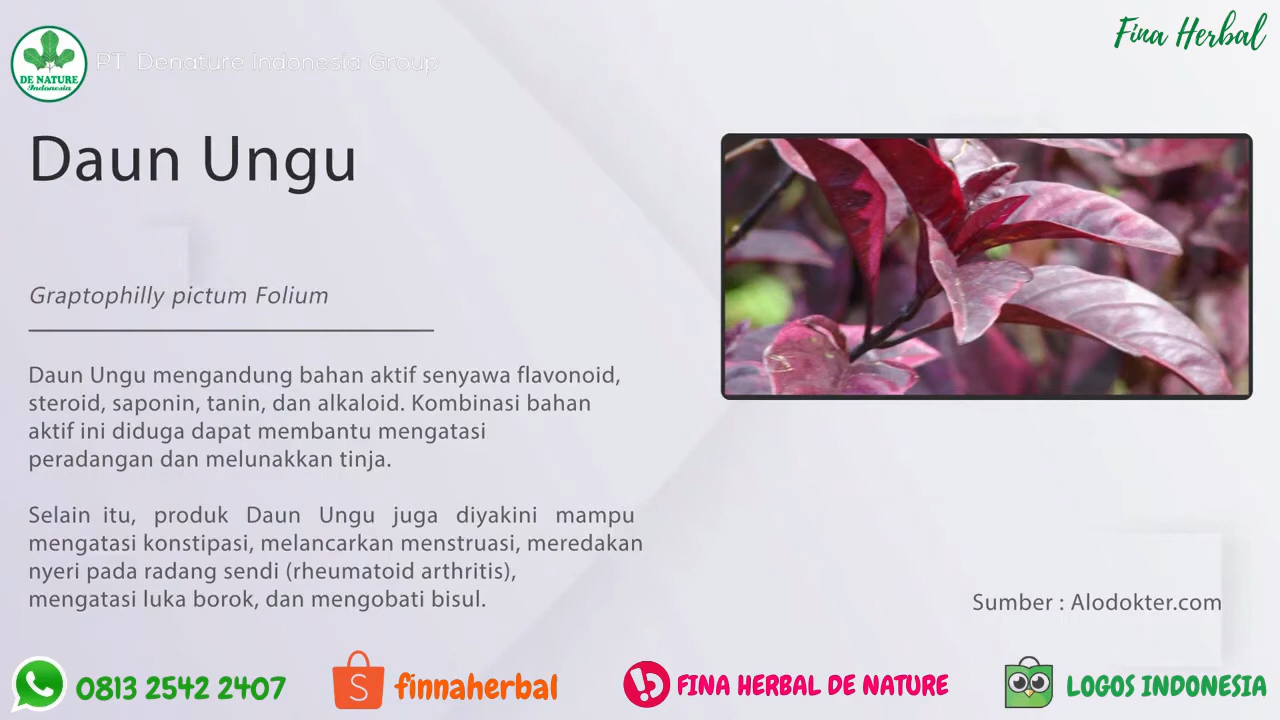 DE NATURE
Indonesia
PT. Denature Indonesia Group
Fina Herbal
Daun Ungu
Graptophilly pictum Folium
Daun Ungu mengandung bahan aktif senyawa flavonoid,
steroid, saponin, tanin, dan alkaloid. Kombinasi bahan
aktif ini diduga dapat membantu mengatasi
peradangan dan melunakkan tinja.
Selain itu, produk Daun Ungu juga diyakini mampu
mengatasi konstipasi, melancarkan menstruasi, meredakan
nyeri pada radang sendi (rheumatoid arthritis),
mengatasi luka borok, dan mengobati bisul.
Sumber : Alodokter.com
0813 2542 2407
finnaherbal
FINA HERBAL DE NATURE
LOGOS INDONESIA